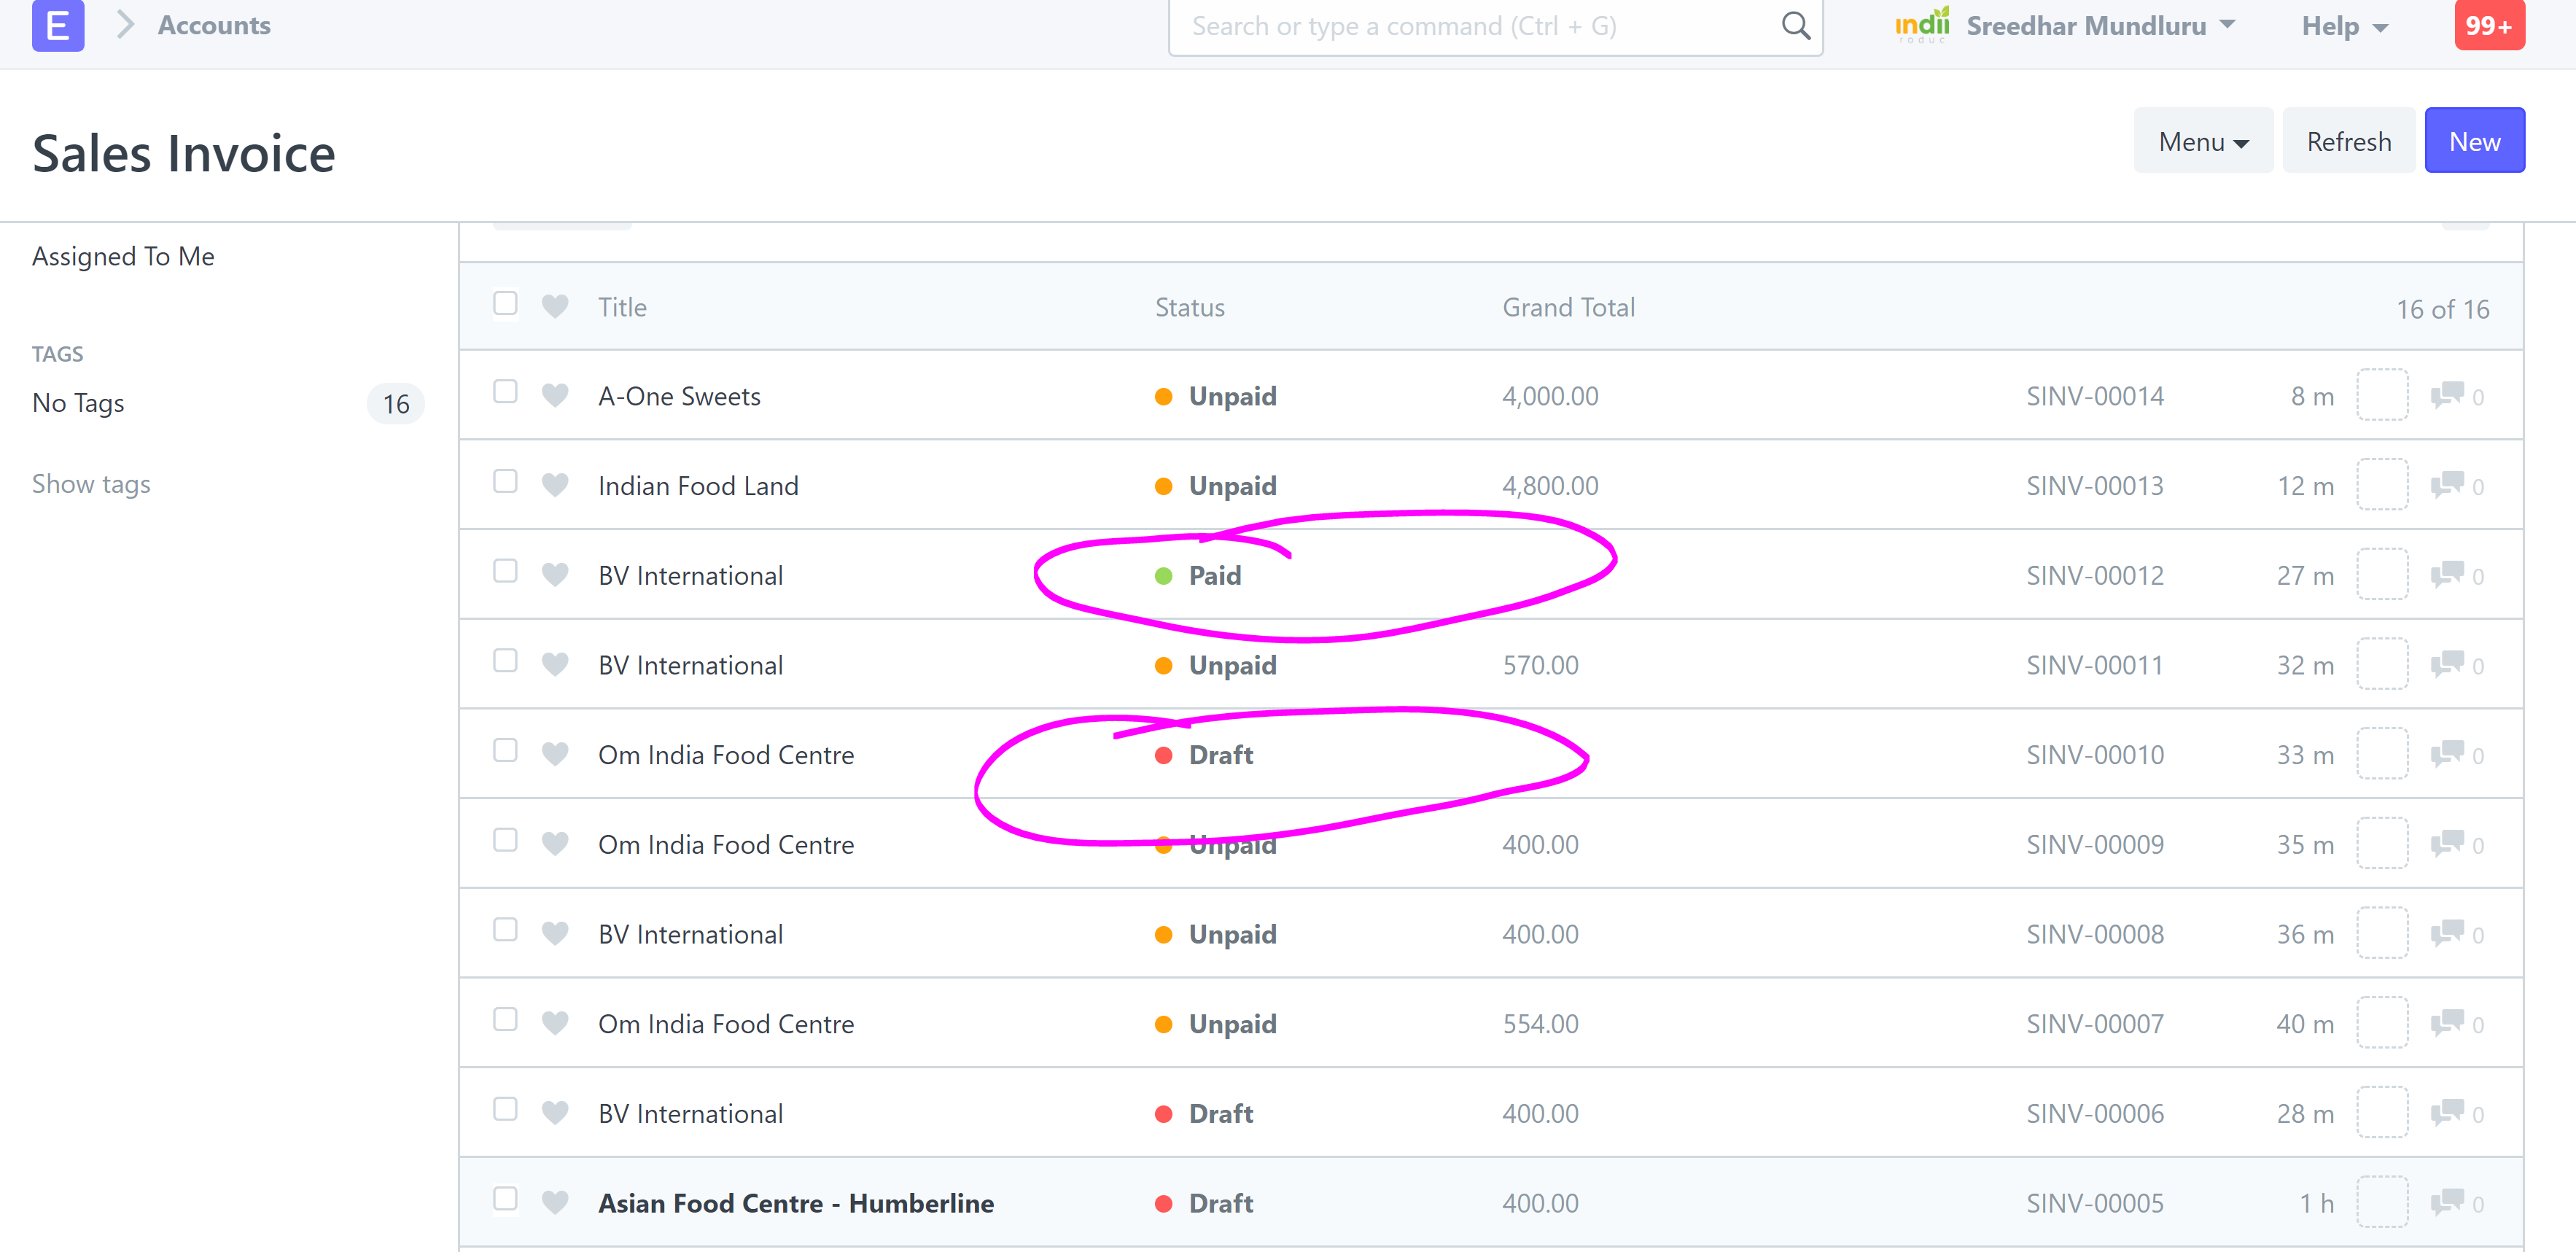 E Accounts Search or type a command (Ctrl + G) indii Sreedhar Mundluru Help 99+
roduc
Sales Invoice Menu Refresh New
Assigned To Me
Title Status Grand Total 16 of 16
TAGS
No Tags 16
Show tags
A-One Sweets Unpaid 4,000.00 SINV-00014 8 m 0
Indian Food Land Unpaid 4,800.00 SINV-00013 12 m 0
BV International Paid SINV-00012 27 m 0
BV International Unpaid 570.00 SINV-00011 32 m 0
Om India Food Centre Draft SINV-00010 33 m 0
Om India Food Centre Unpaid 400.00 SINV-00009 35 m 0
BV International Unpaid 400.00 SINV-00008 36 m 0
Om India Food Centre Unpaid 554.00 SINV-00007 40 m 0
BV International Draft 400.00 SINV-00006 28 m 0
Asian Food Centre - Humberline Draft 400.00 SINV-00005 1 h 0